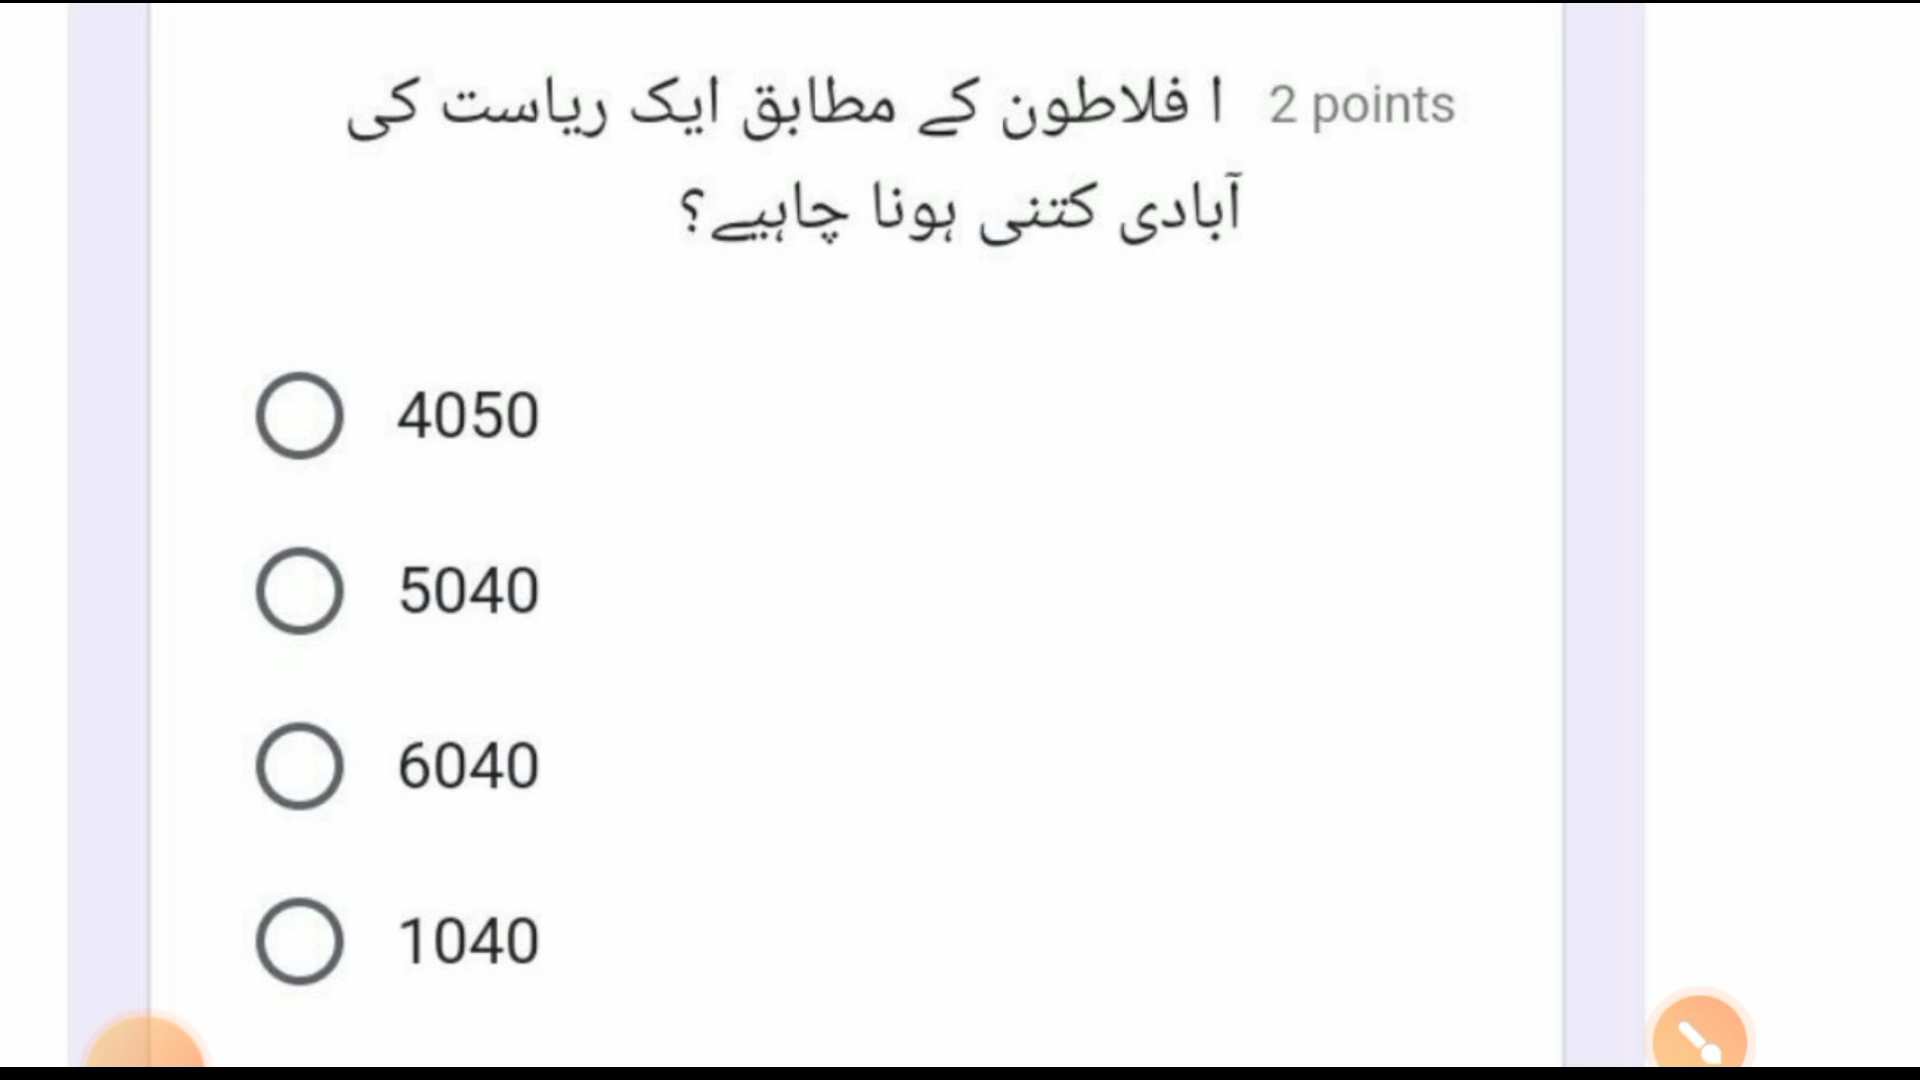 ا فلاطون کے مطابق ایک ریاست کی 2 points
آبادی کتنی ہونا چاہیے؟
4050
5040
6040
1040